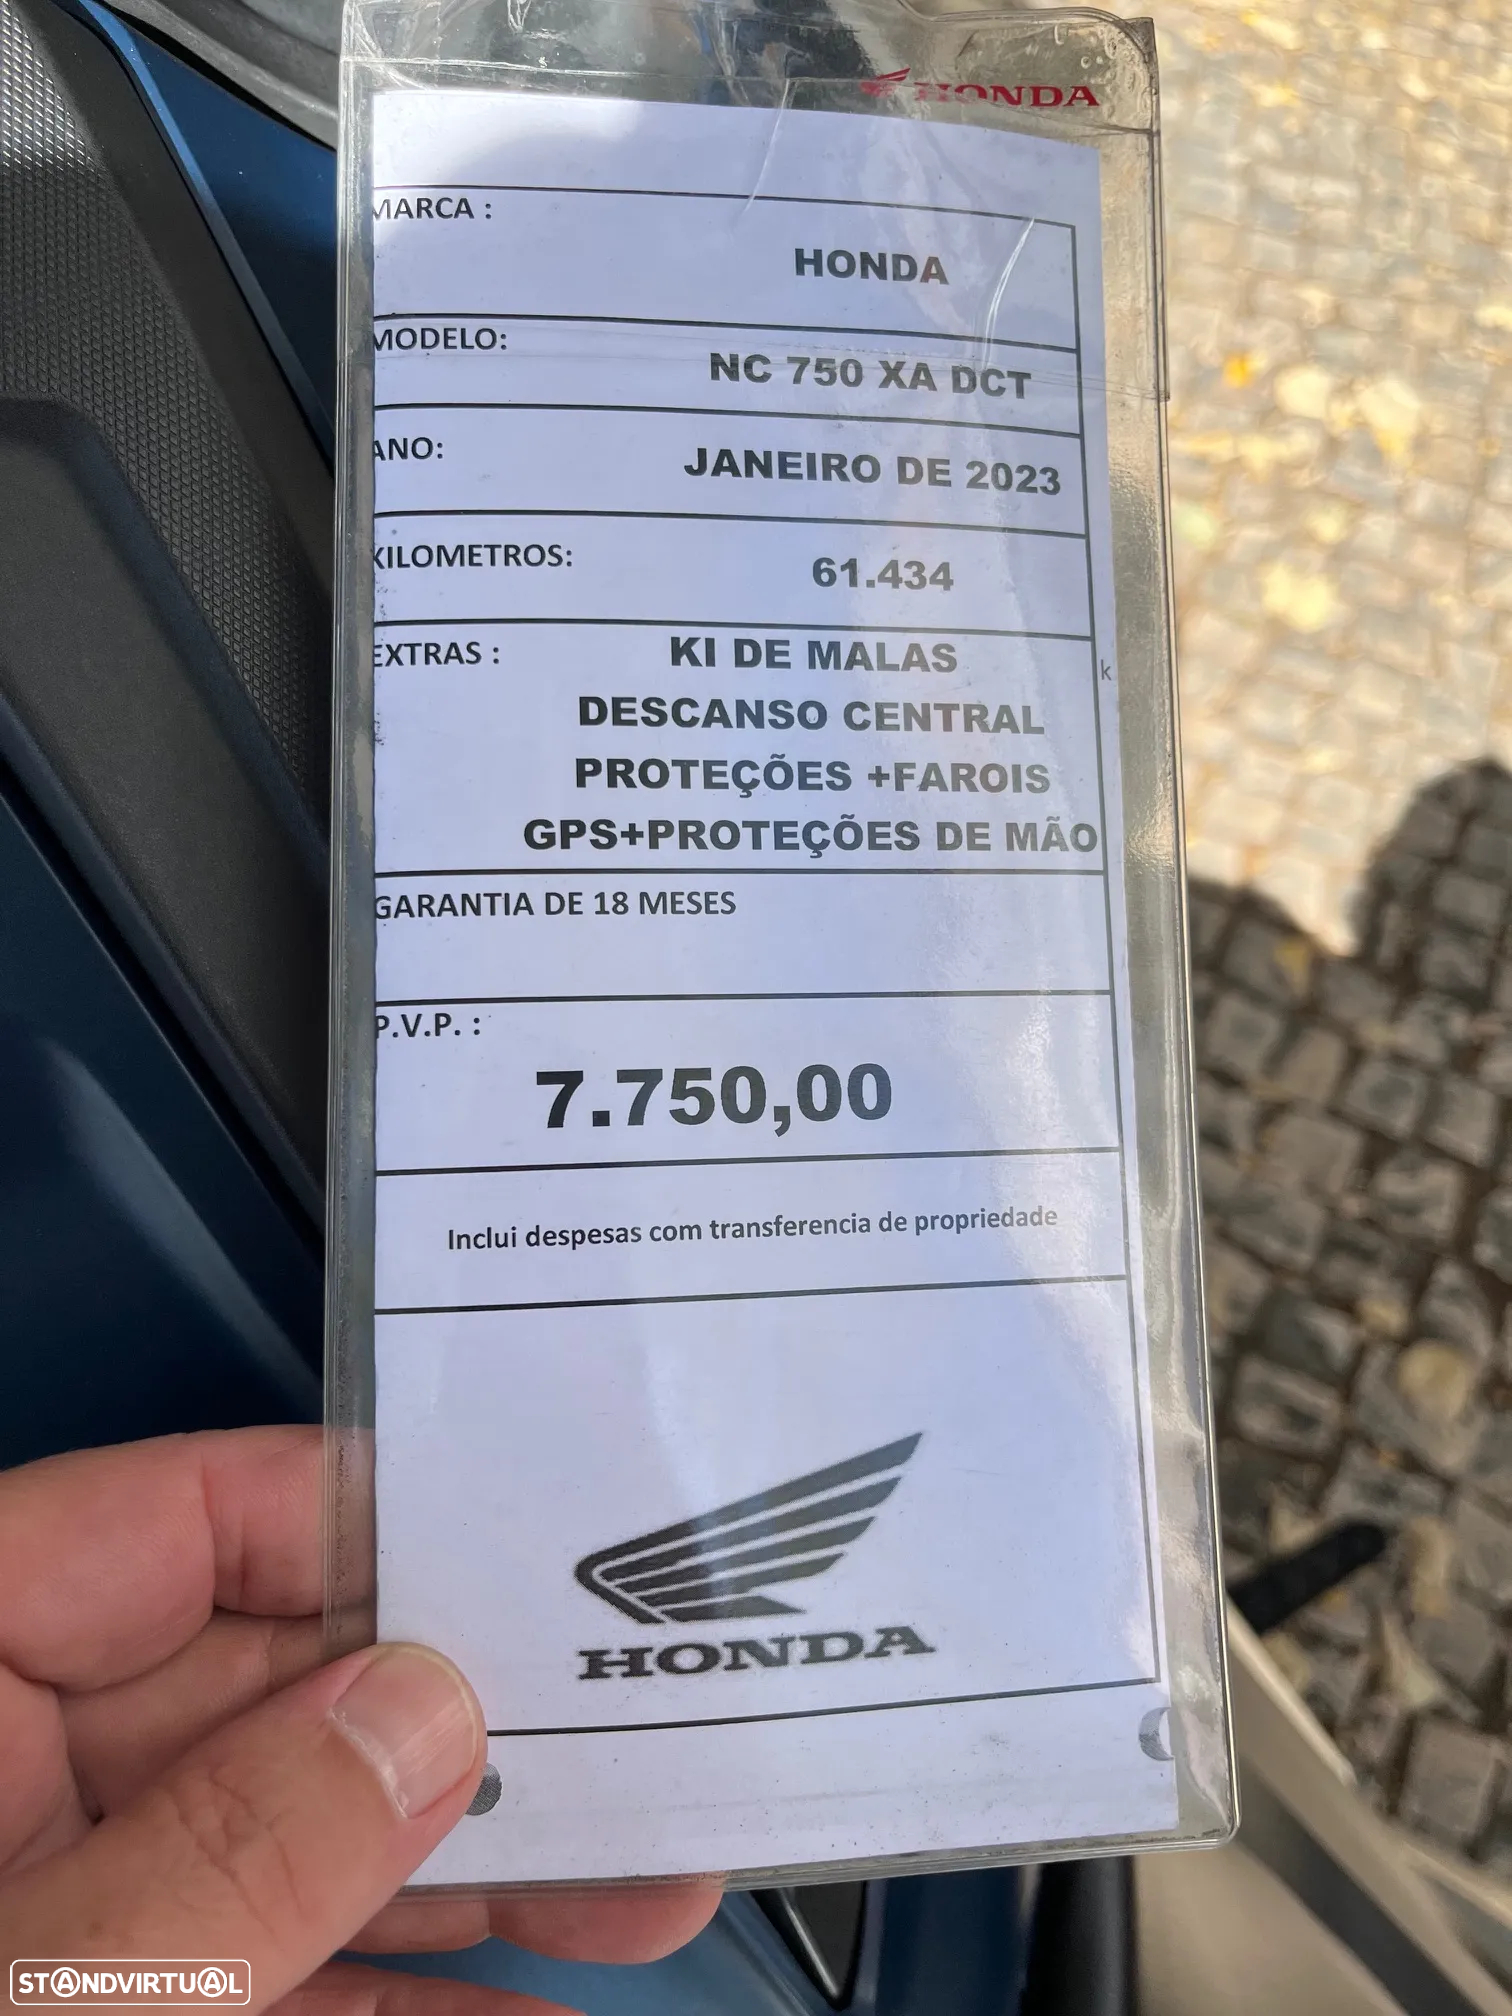 HONDA
MARCA :
HONDA
MODELO:
NC 750 XA DCT
ANO:
JANEIRO DE 2023
KILOMETROS:
61.434
EXTRAS :
KI DE MALAS
k
DESCANSO CENTRAL
PROTEÇÕES +FAROIS
GPS+PROTEÇÕES DE MÃO
GARANTIA DE 18 MESES
P.V.P. :
7.750,00
Inclui despesas com transferencia de propriedade
HONDA
STANDVIRTUAL